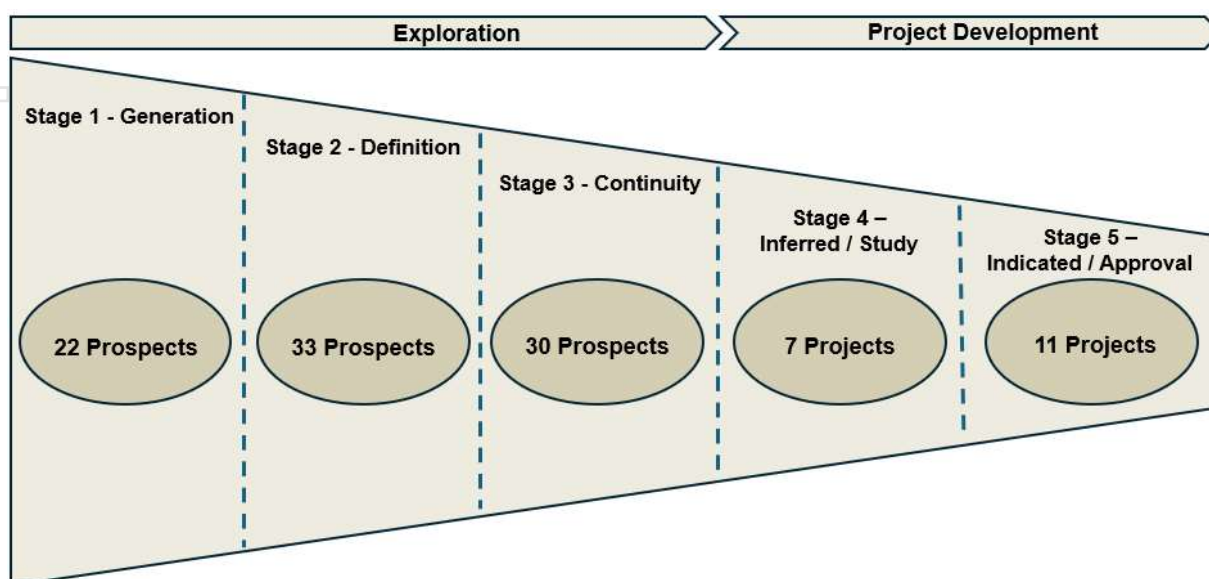 Exploration
Project Development
Stage 1 - Generation
Stage 2 - Definition
Stage 3 - Continuity
Stage 4 –
Inferred / Study
Stage 5 –
Indicated / Approval
22 Prospects
33 Prospects
30 Prospects
7 Projects
11 Projects